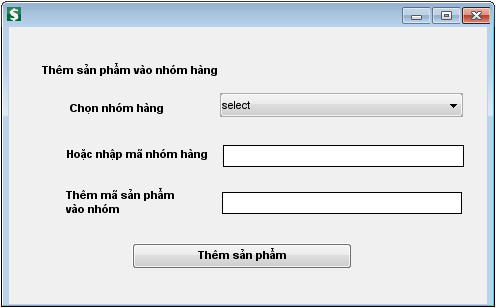 Thêm sản phẩm vào nhóm hàng
Chọn nhóm hàng
select
Hoặc nhập mã nhóm hàng
Thêm mã sản phẩm
vào nhóm
Thêm sản phẩm